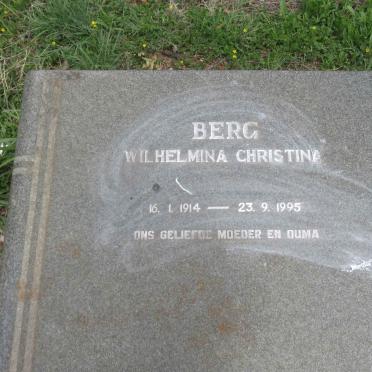 BERG
WILHELMINA CHRISTINA
16. 1. 1914 — 23. 9. 1995
ONS GELIEFDE MOEDER EN OUMA